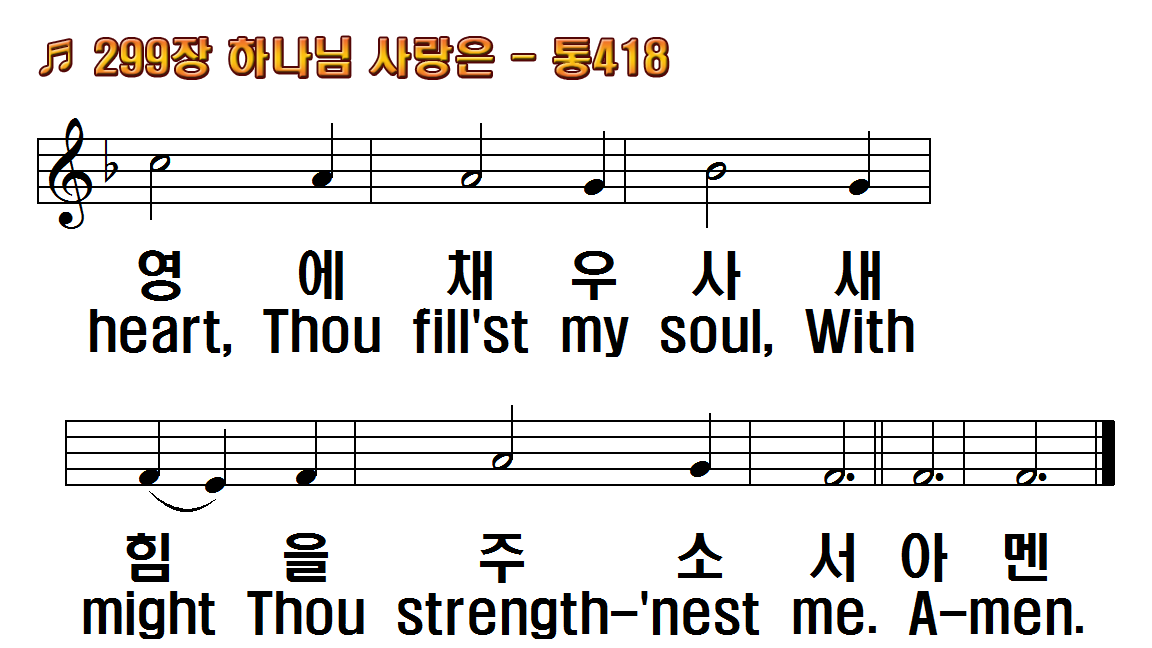 ♬ 299장 하나님 사랑은 - 통418
영 에 채 우 사 새
heart, Thou fill'st my soul, With
힘 을 주 소 서 아 멘
might Thou strength-'nest me. A-men.